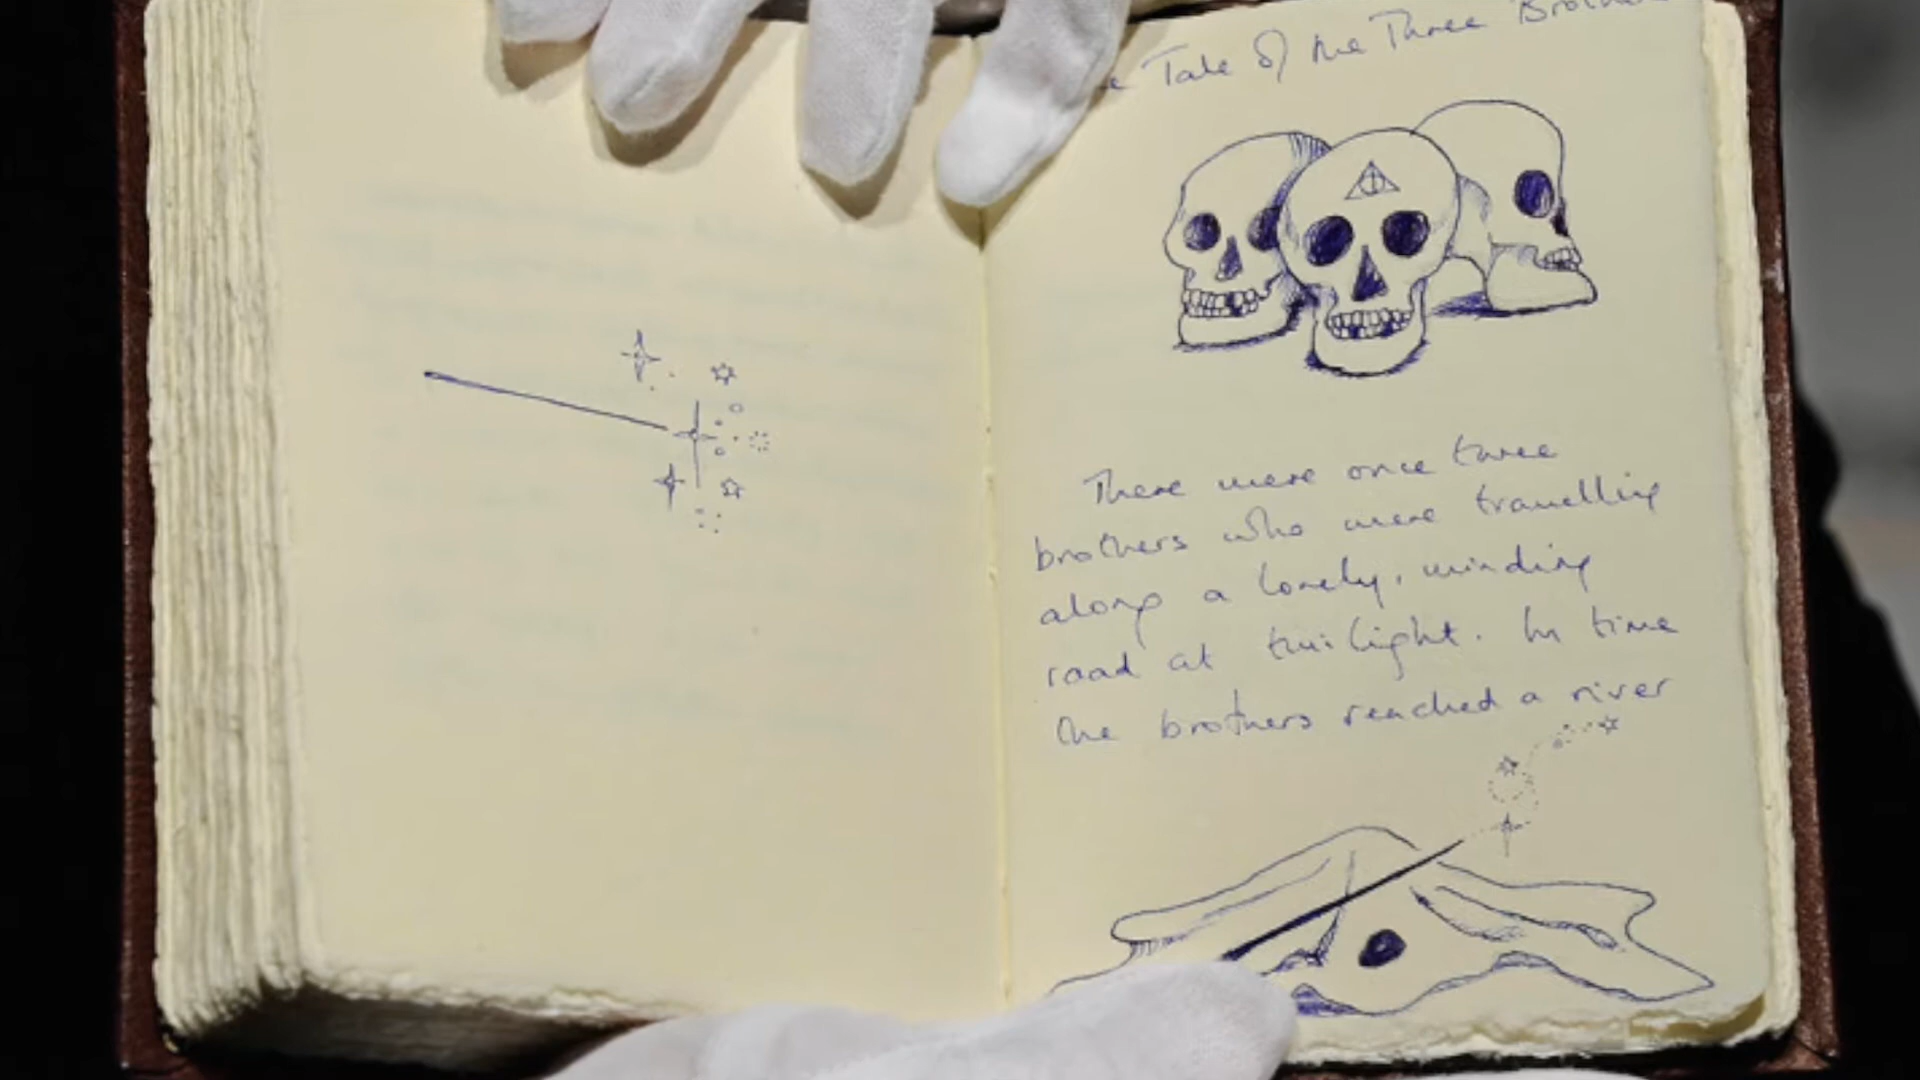 Tale of the Three Brothers
There were once three
brothers who were travelling
along a lonely, winding
road at twilight. In time
the brothers reached a river